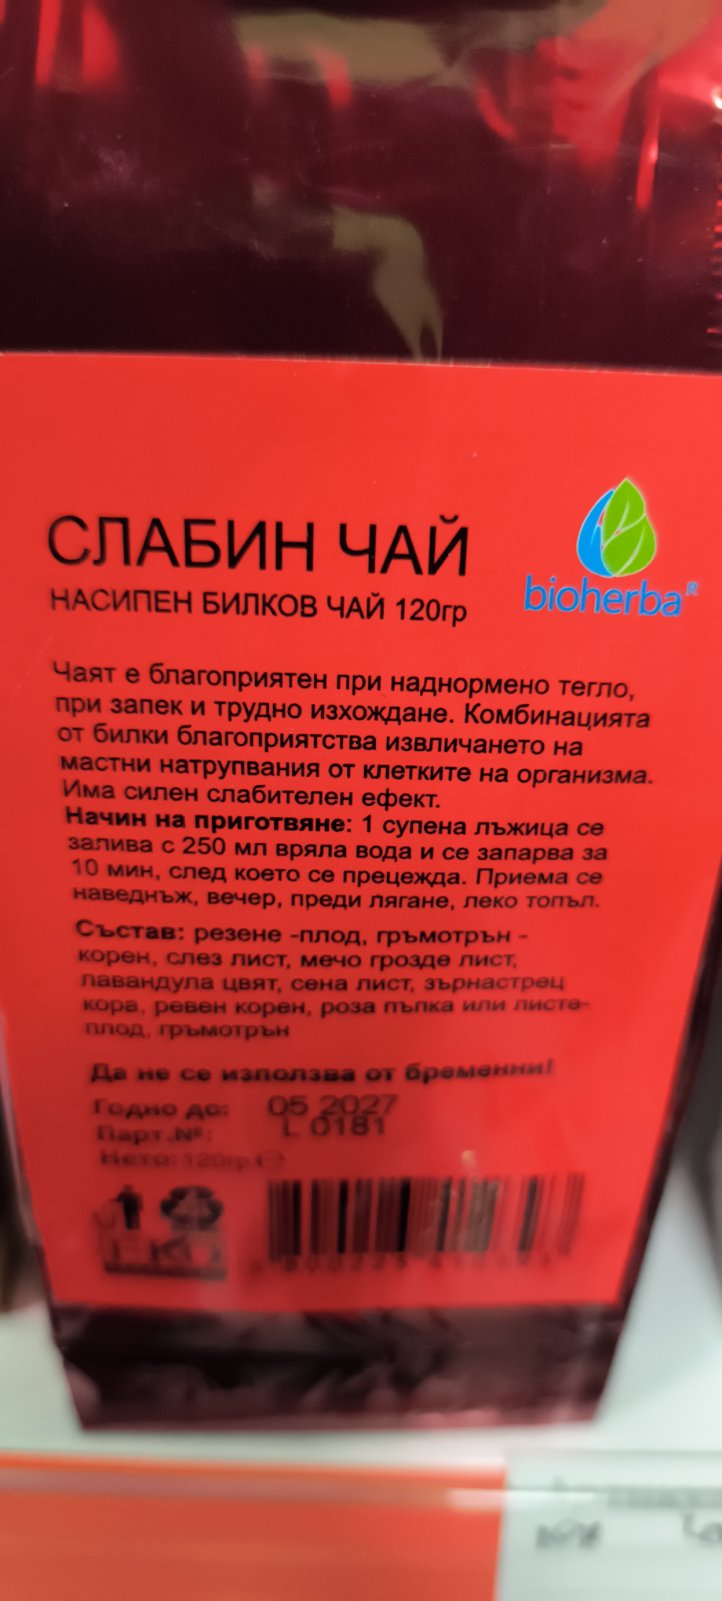 СЛАБИН ЧАЙ
bioherba®
НАСИПЕН БИЛКОВ ЧАЙ 120гр
Чаят е благоприятен при наднормено тегло,
при запек и трудно изхождане. Комбинацията
от билки благоприятства извличането на
мастни натрупвания от клетките на организма.
Има силен слабителен ефект.
Начин на приготвяне: 1 супена лъжица се
залива с 250 мл вряла вода и се запарва за
10 мин, след което се прецежда. Приема се
наведнъж, вечер, преди лягане, леко топъл.
Състав: резене -плод, гръмотрън -
корен, слез лист, мечо грозде лист,
лавандула цвят, сена лист, зърнастрец
кора, ревен корен, роза пъпка или листе-
плод, гръмотрън
Да не се използва от бременни!
Годно до: 05 2027
Парт.№: L 0181
Нето: 120гр ℮